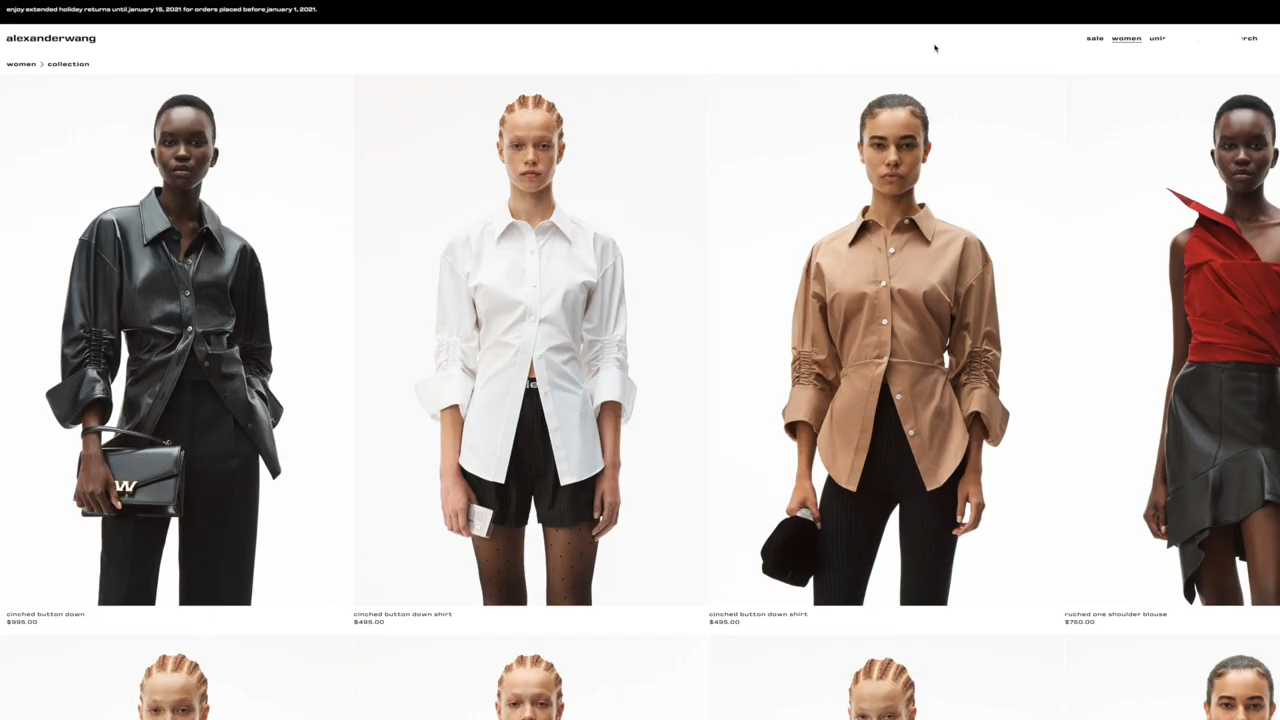 enjoy extended holiday returns until january 15, 2021 for orders placed before january 1, 2021.
alexanderwang
sale women
women > collection
W
cinched button down
$995.00
cinched button down shirt
$495.00
cinched button down shirt
$495.00
ruched one shoulder blouse
$750.00